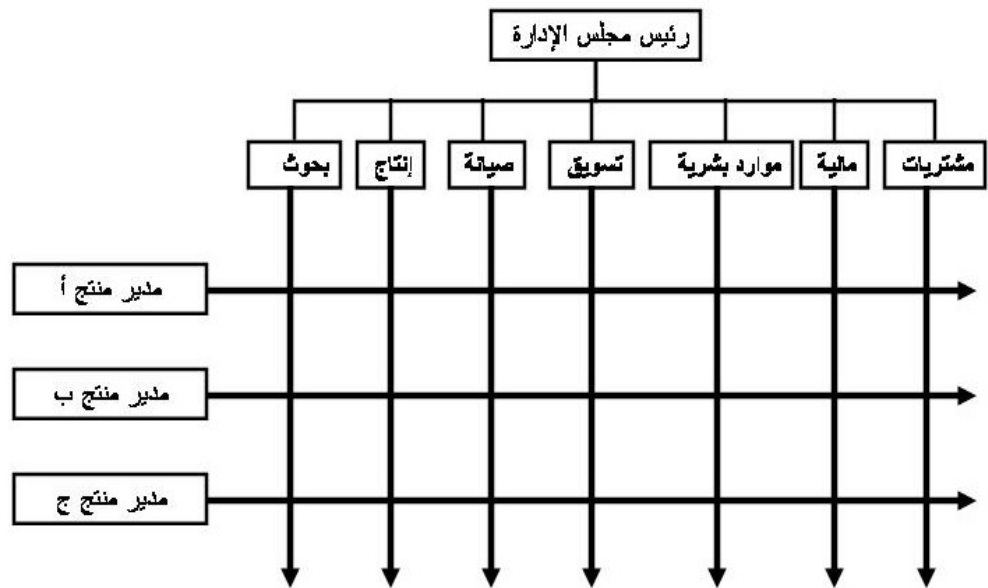 رئيس مجلس الإدارة
مشتريات
مالية
موارد بشرية
تسويق
صيانة
إنتاج
بحوث
مدير منتج أ
مدير منتج ب
مدير منتج ج